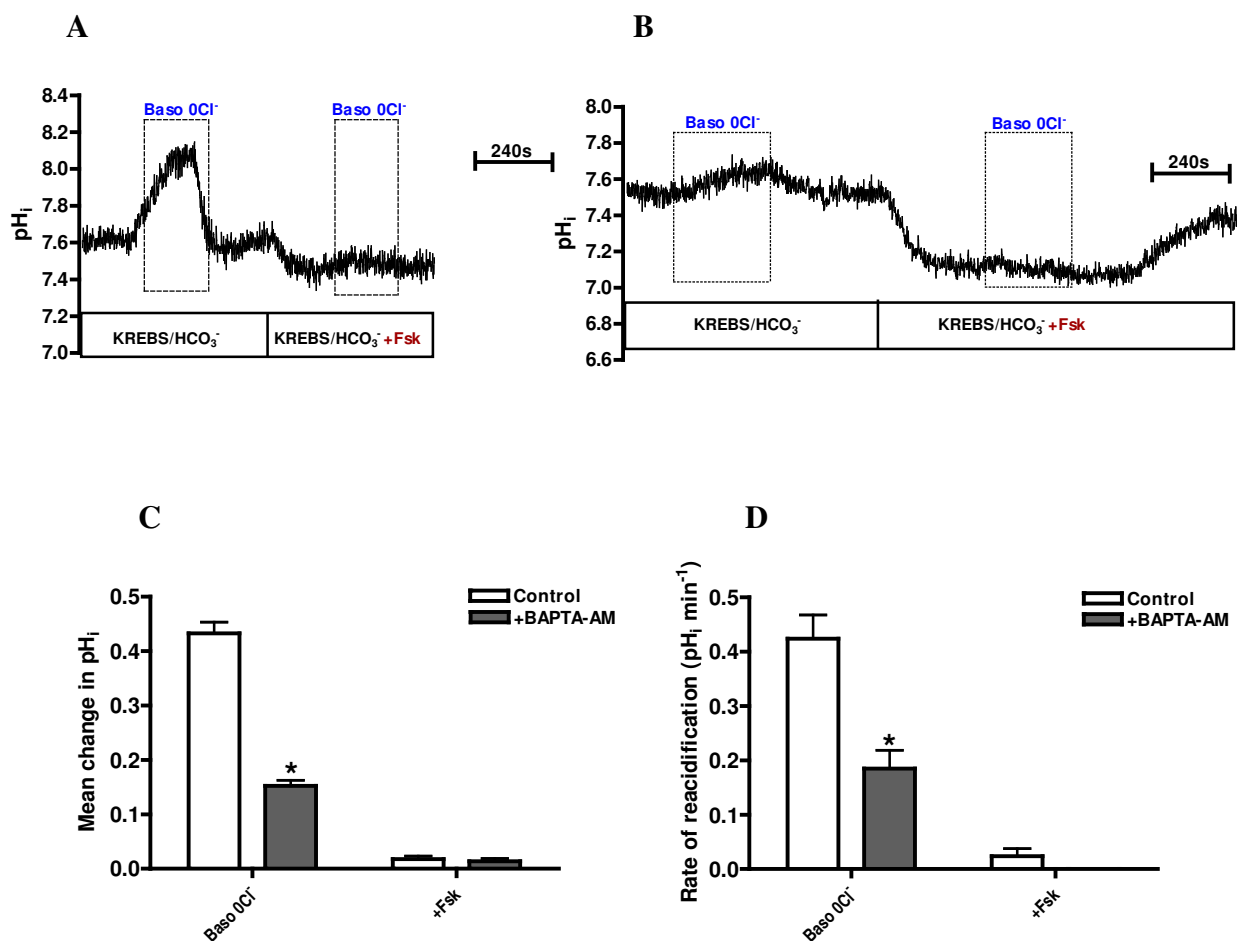 A
B
8.4
8.2
8.0
7.8
7.6
7.4
7.2
7.0
pHi
Baso 0Cl-
Baso 0Cl-
240s
KREBS/HCO3-
KREBS/HCO3-+Fsk
8.0
7.8
7.6
7.4
7.2
7.0
6.8
6.6
pHi
Baso 0Cl-
Baso 0Cl-
240s
KREBS/HCO3-
KREBS/HCO3-+Fsk
C
D
Mean change in pHi
0.5
0.4
0.3
0.2
0.1
0.0
Control
+BAPTA-AM
*
Baso 0Cl-
+Fsk
Rate of reacidification (pHi min-1)
0.5
0.4
0.3
0.2
0.1
0.0
Control
+BAPTA-AM
*
Baso 0Cl-
+Fsk